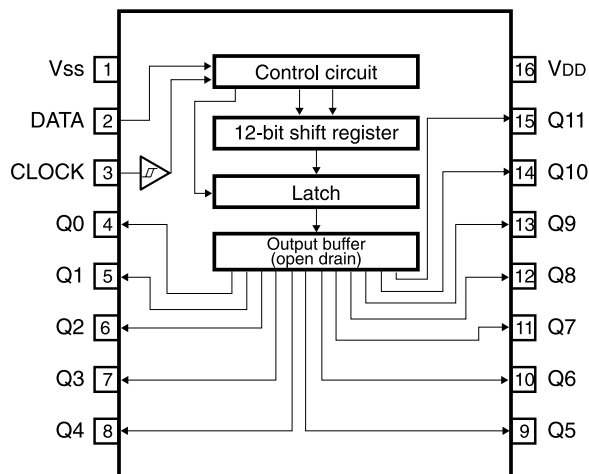 Vss 1
DATA 2
CLOCK 3
Q0 4
Q1 5
Q2 6
Q3 7
Q4 8
Control circuit
12-bit shift register
Latch
Output buffer
(open drain)
16 VDD
15 Q11
14 Q10
13 Q9
12 Q8
11 Q7
10 Q6
9 Q5